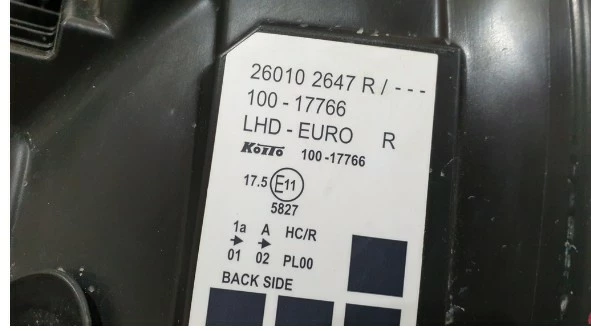 26010 2647 R / ---
100 - 17766
LHD - EURO R
KOITO 100-17766
17.5 E11
5827
1a A HC/R
01 02 PL00
BACK SIDE